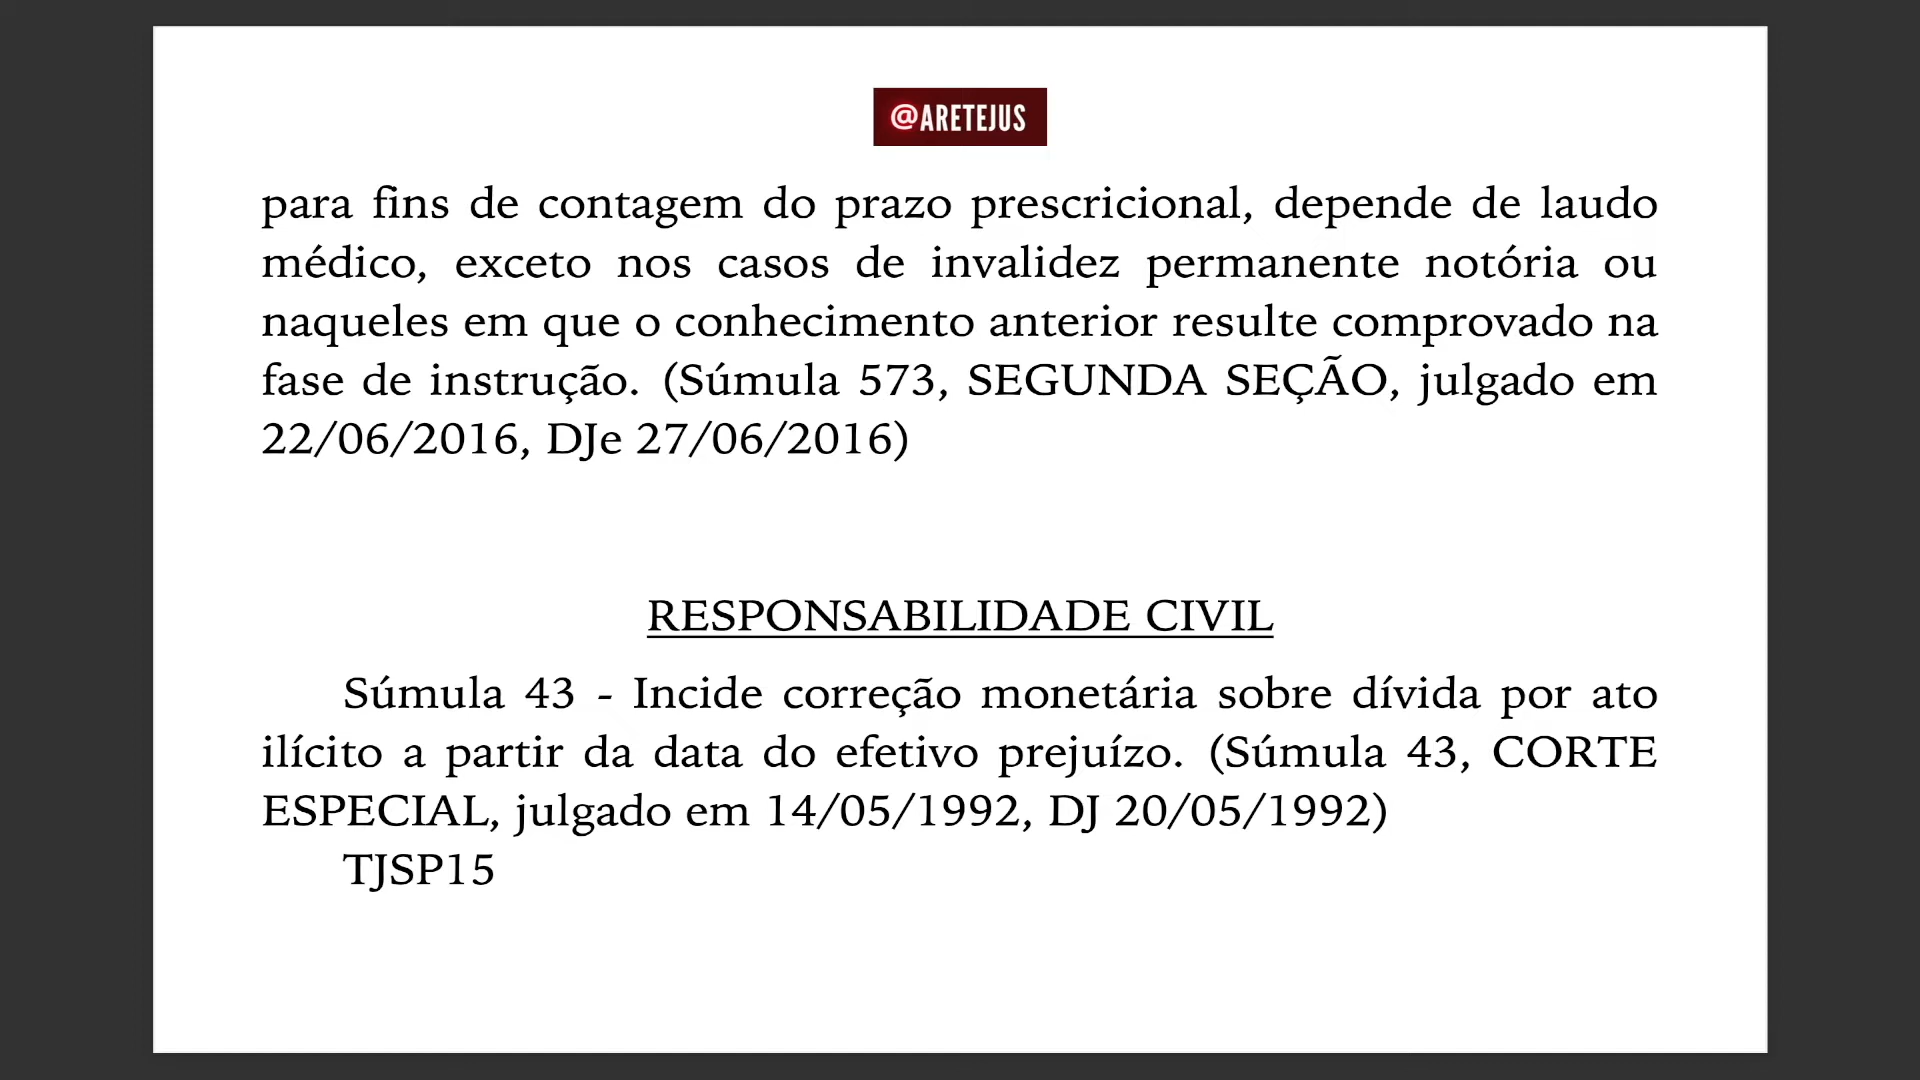 @ARETEJUS
para fins de contagem do prazo prescricional, depende de laudo
médico, exceto nos casos de invalidez permanente notória ou
naqueles em que o conhecimento anterior resulte comprovado na
fase de instrução. (Súmula 573, SEGUNDA SEÇÃO, julgado em
22/06/2016, DJe 27/06/2016)
RESPONSABILIDADE CIVIL
Súmula 43 - Incide correção monetária sobre dívida por ato
ilícito a partir da data do efetivo prejuízo. (Súmula 43, CORTE
ESPECIAL, julgado em 14/05/1992, DJ 20/05/1992)
TJSP15